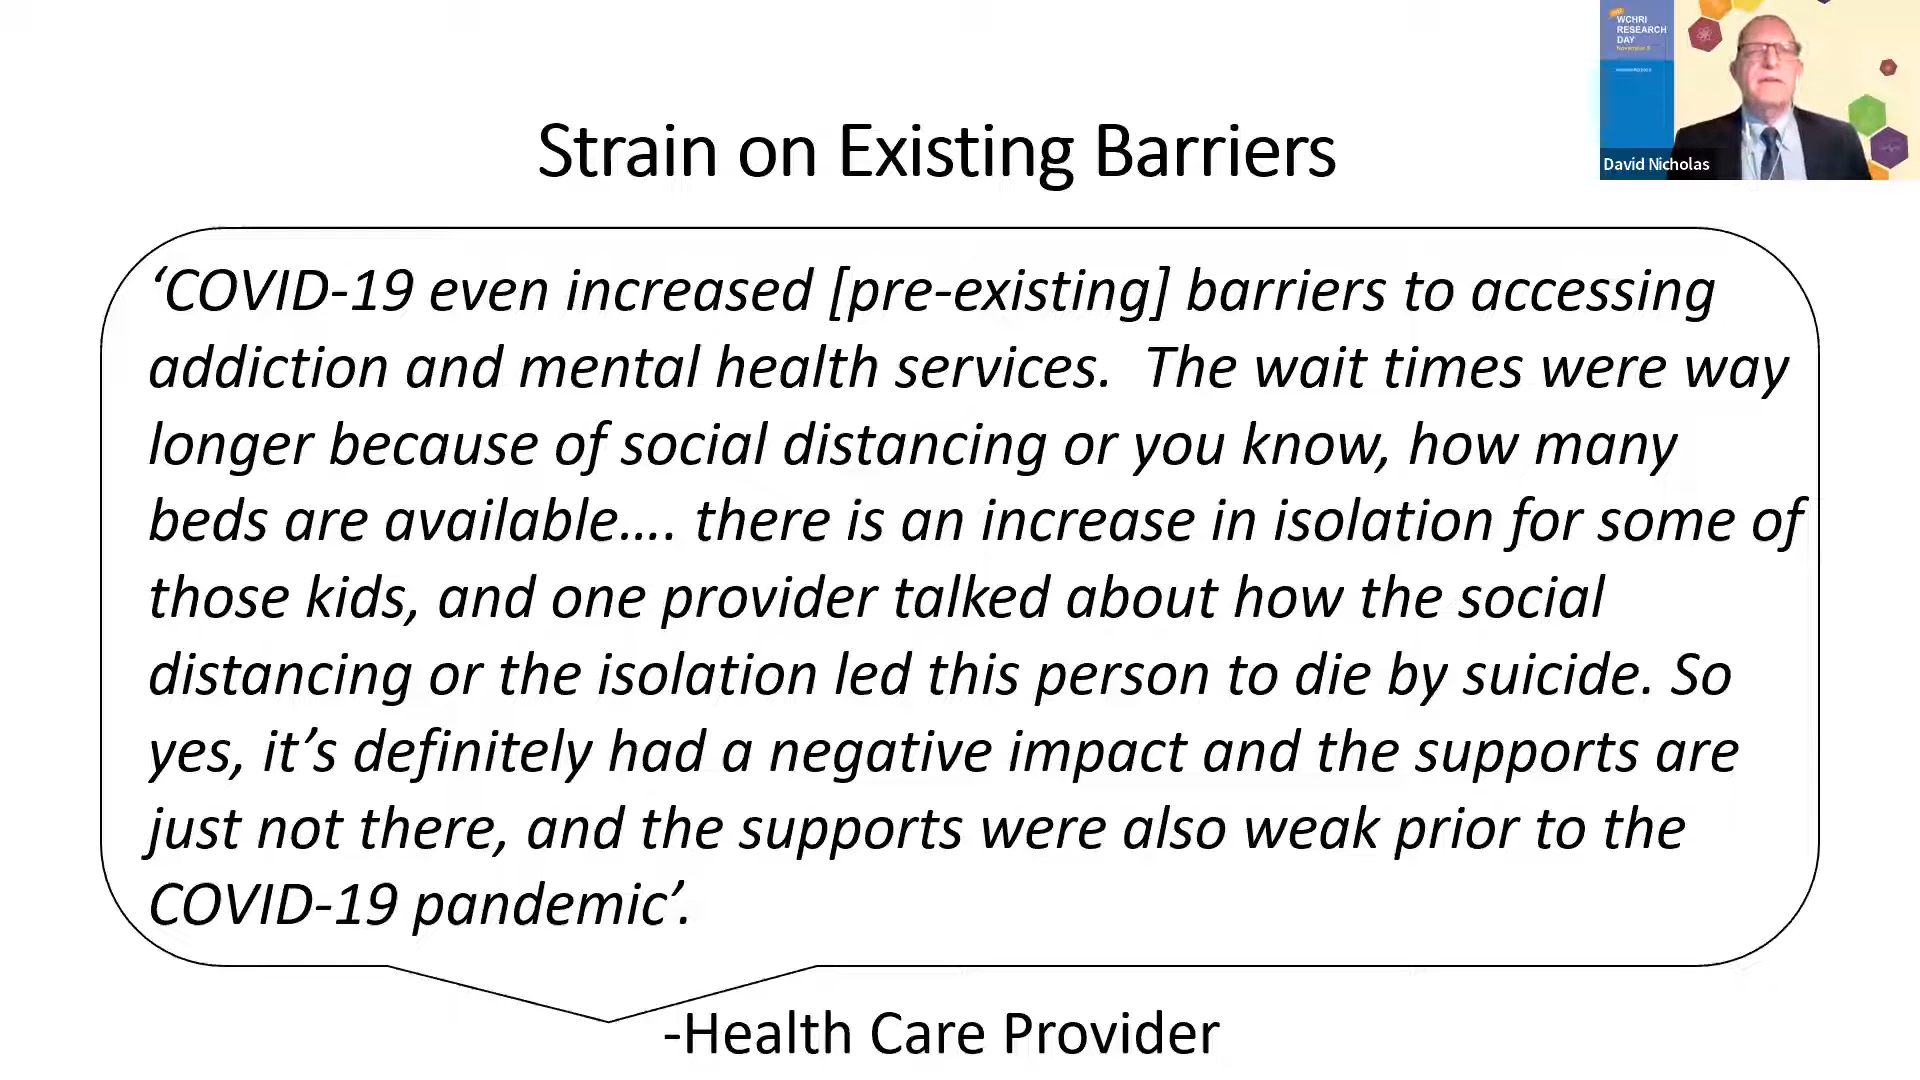 WCHRI
RESEARCH
DAY
November 9
David Nicholas
Strain on Existing Barriers
‘COVID-19 even increased [pre-existing] barriers to accessing
addiction and mental health services.  The wait times were way
longer because of social distancing or you know, how many
beds are available…. there is an increase in isolation for some of
those kids, and one provider talked about how the social
distancing or the isolation led this person to die by suicide. So
yes, it’s definitely had a negative impact and the supports are
just not there, and the supports were also weak prior to the
COVID-19 pandemic’.
-Health Care Provider